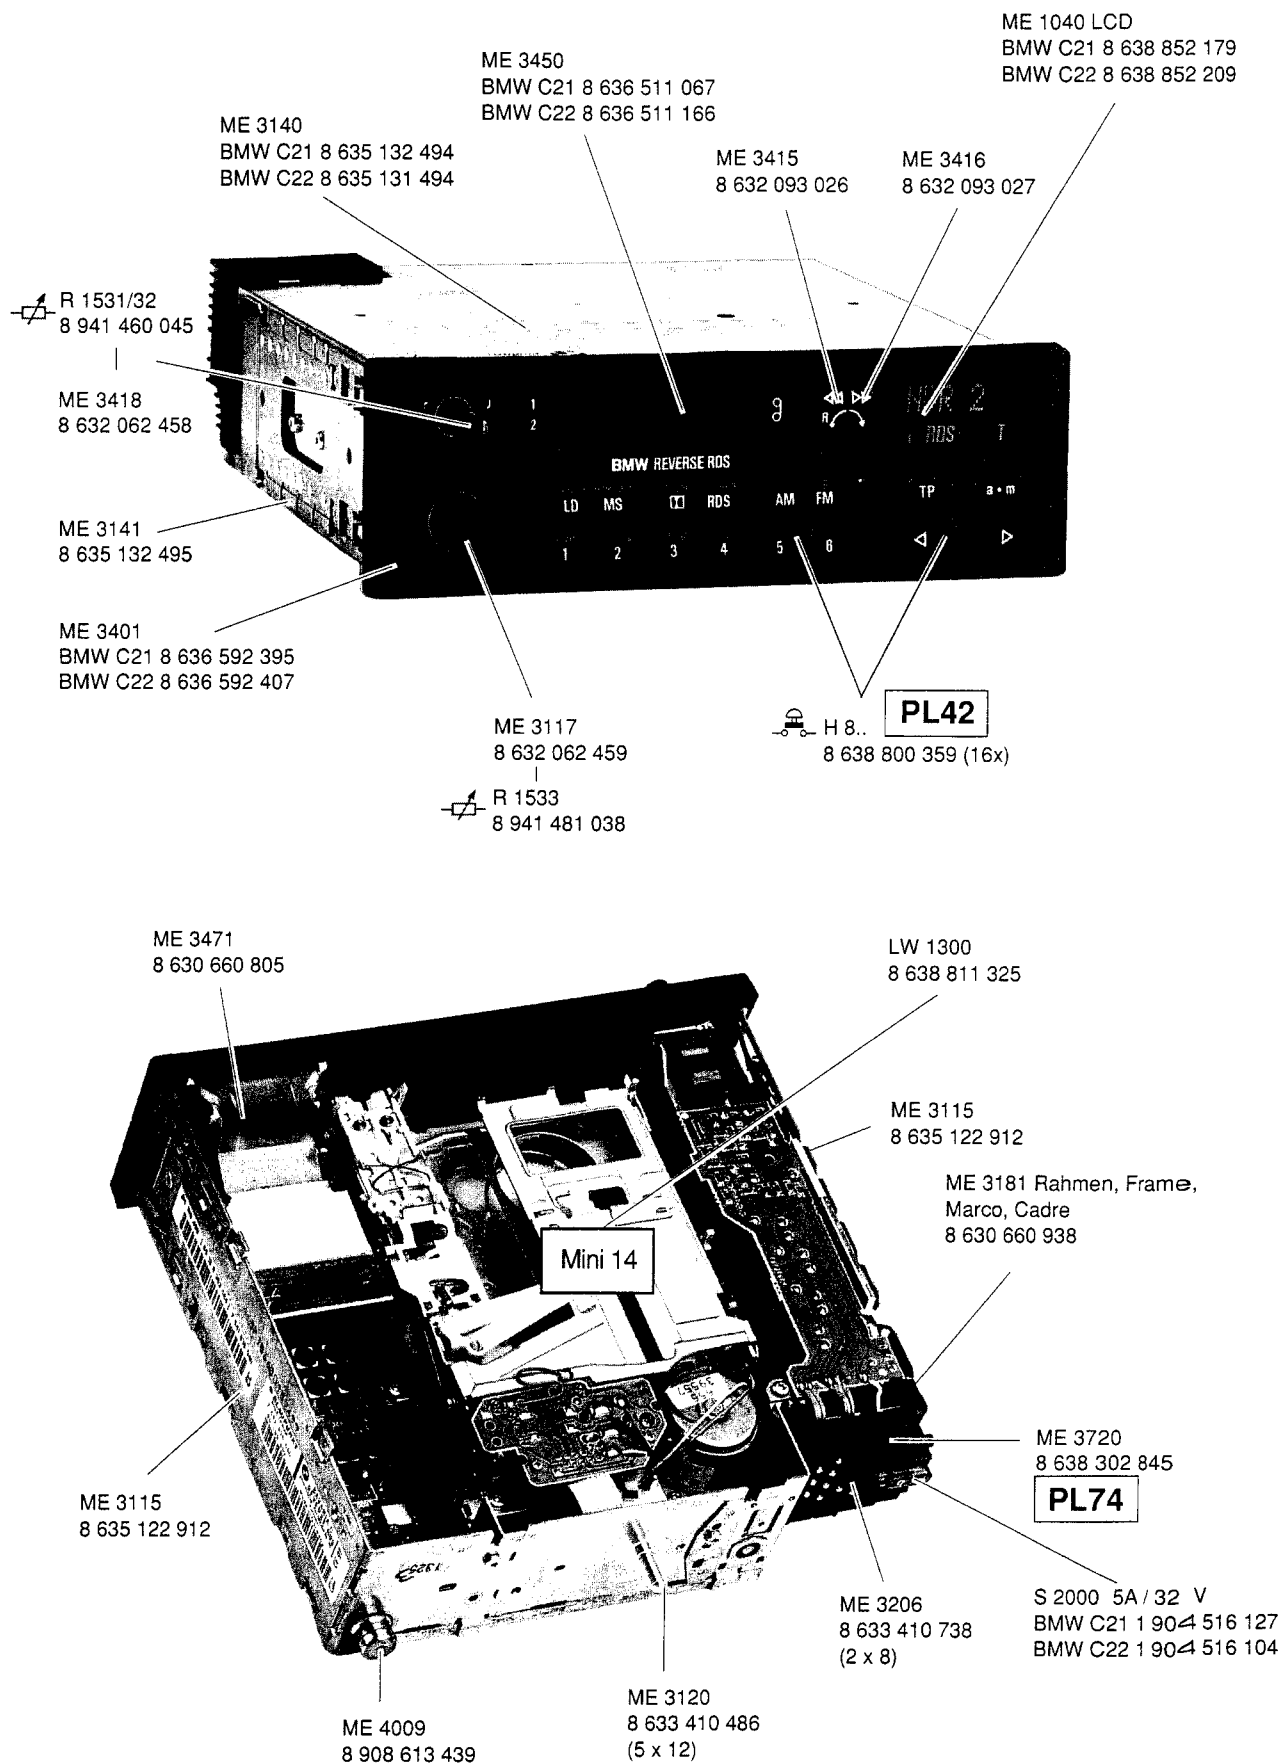 ME 1040 LCD
BMW C21 8 638 852 179
BMW C22 8 638 852 209
ME 3450
BMW C21 8 636 511 067
BMW C22 8 636 511 166
ME 3140
BMW C21 8 635 132 494
BMW C22 8 635 131 494
ME 3415
8 632 093 026
ME 3416
8 632 093 027
R 1531/32
8 941 460 045
ME 3418
8 632 062 458
ME 3141
8 635 132 495
ME 3401
BMW C21 8 636 592 395
BMW C22 8 636 592 407
1
2
R
RDS
T
BMW REVERSE RDS
LD MS RDS AM FM TP a•m
1 2 3 4 5 6
ME 3117
8 632 062 459
R 1533
8 941 481 038
H 8..
PL42
8 638 800 359 (16x)
ME 3471
8 630 660 805
LW 1300
8 638 811 325
ME 3115
8 635 122 912
ME 3181 Rahmen, Frame,
Marco, Cadre
8 630 660 938
Mini 14
ME 3720
8 638 302 845
PL74
ME 3115
8 635 122 912
S 2000 5A / 32 V
BMW C21 1 904 516 127
BMW C22 1 904 516 104
ME 3206
8 633 410 738
(2 x 8)
ME 3120
8 633 410 486
(5 x 12)
ME 4009
8 908 613 439